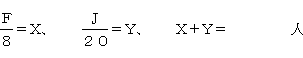 F/8＝X、　J/２０＝Y、　X＋Y＝　　　人